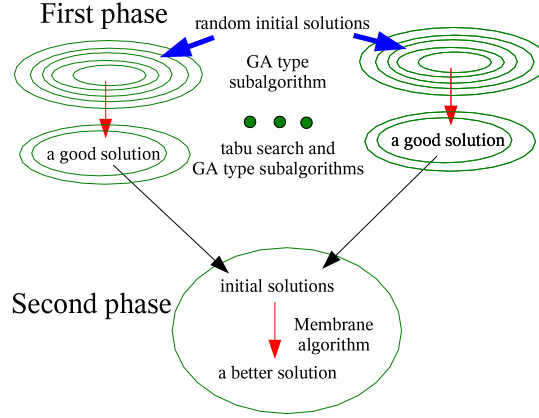 First phase
random initial solutions
GA type
subalgorithm
a good solution
tabu search and
GA type subalgorithms
a good solution
Second phase
initial solutions
Membrane
algorithm
a better solution